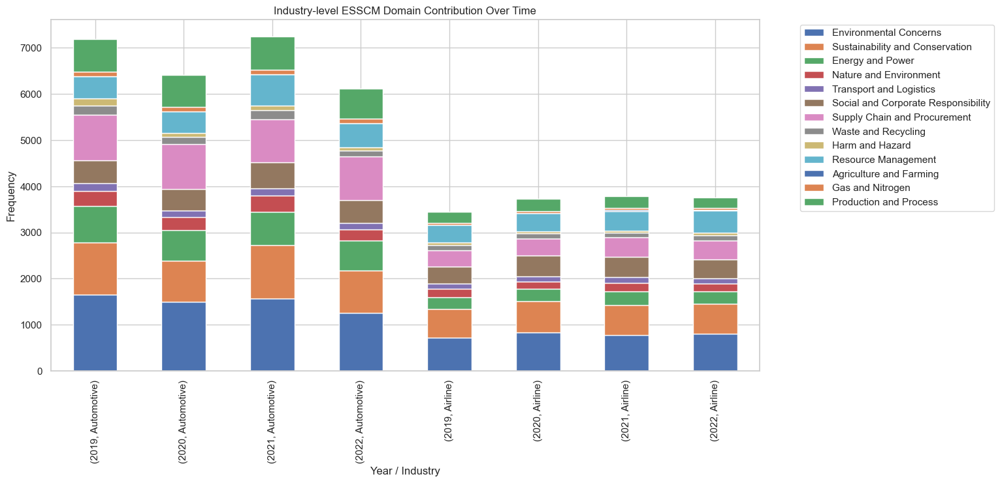 Industry-level ESSCM Domain Contribution Over Time
Frequency
7000
6000
5000
4000
3000
2000
1000
0
(2019, Automotive)
(2020, Automotive)
(2021, Automotive)
(2022, Automotive)
(2019, Airline)
(2020, Airline)
(2021, Airline)
(2022, Airline)
Year / Industry
Environmental Concerns
Sustainability and Conservation
Energy and Power
Nature and Environment
Transport and Logistics
Social and Corporate Responsibility
Supply Chain and Procurement
Waste and Recycling
Harm and Hazard
Resource Management
Agriculture and Farming
Gas and Nitrogen
Production and Process